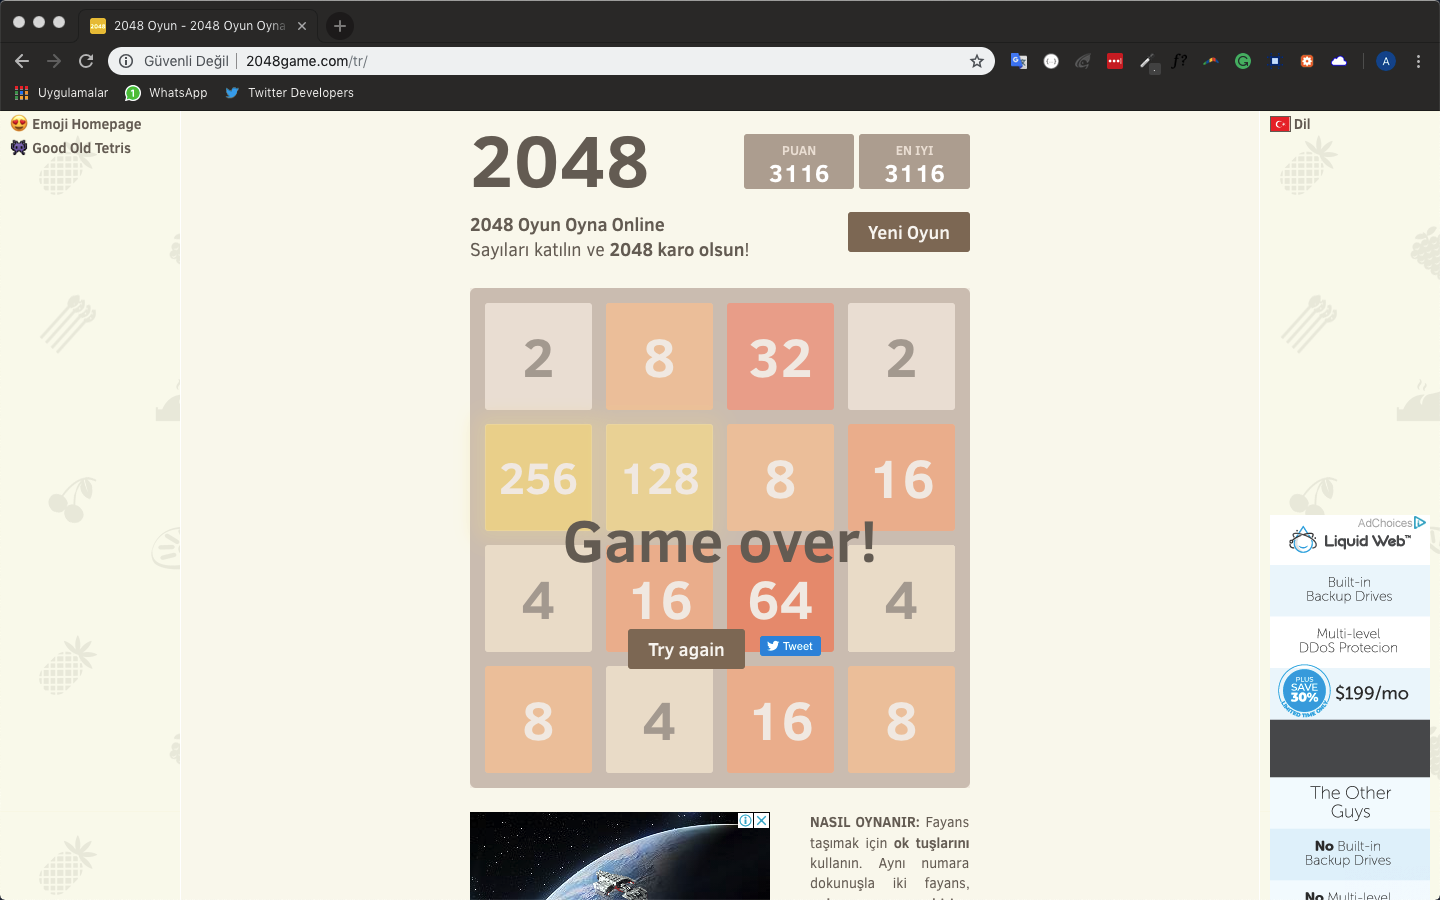 2048 Oyun - 2048 Oyun Oyna
Güvenli Değil | 2048game.com/tr/
Uygulamalar
WhatsApp
Twitter Developers
Emoji Homepage
Good Old Tetris
Dil
2048
PUAN
3116
EN IYI
3116
2048 Oyun Oyna Online
Sayıları katılın ve 2048 karo olsun!
Yeni Oyun
2 8 32 2
256 128 8 16
Game over!
4 16 64 4
Try again
Tweet
8 4 16 8
NASIL OYNANIR: Fayans
taşımak için ok tuşlarını
kullanın. Aynı numara
dokunuşla iki fayans,
AdChoices
Liquid Web™
Built-in
Backup Drives
Multi-level
DDoS Protecion
PLUS
SAVE
30%
LIMITED TIME ONLY
$199/mo
The Other
Guys
No Built-in
Backup Drives
No Multi-level